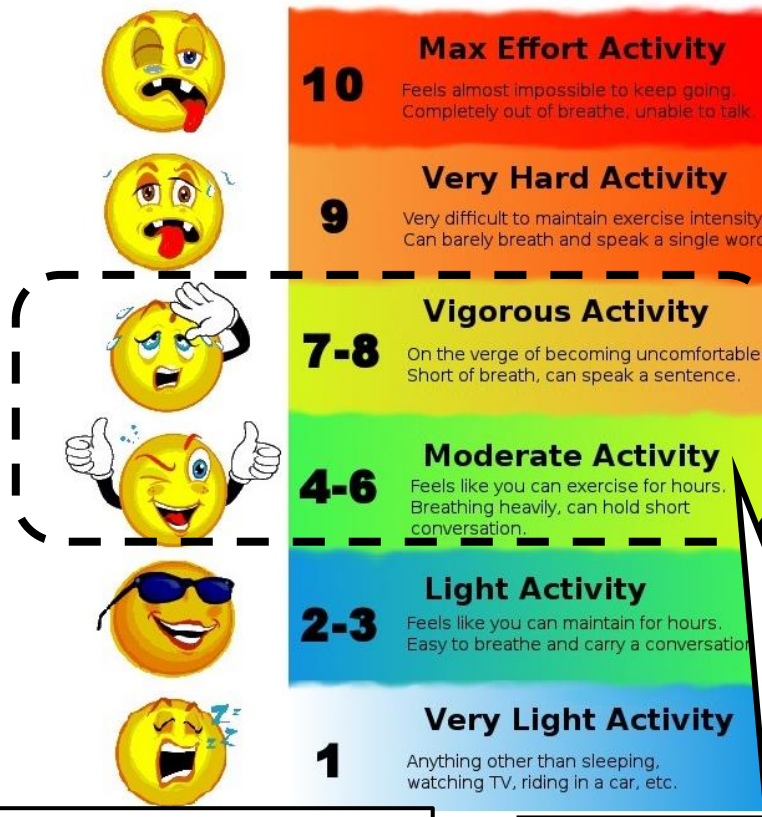 Max Effort Activity
10
Feels almost impossible to keep going.
Completely out of breathe, unable to talk.
Very Hard Activity
9
Very difficult to maintain exercise intensity
Can barely breath and speak a single word
Vigorous Activity
7-8
On the verge of becoming uncomfortable
Short of breath, can speak a sentence.
Moderate Activity
4-6
Feels like you can exercise for hours.
Breathing heavily, can hold short
conversation.
Light Activity
2-3
Feels like you can maintain for hours.
Easy to breathe and carry a conversation
Very Light Activity
1
Anything other than sleeping,
watching TV, riding in a car, etc.
z z z z